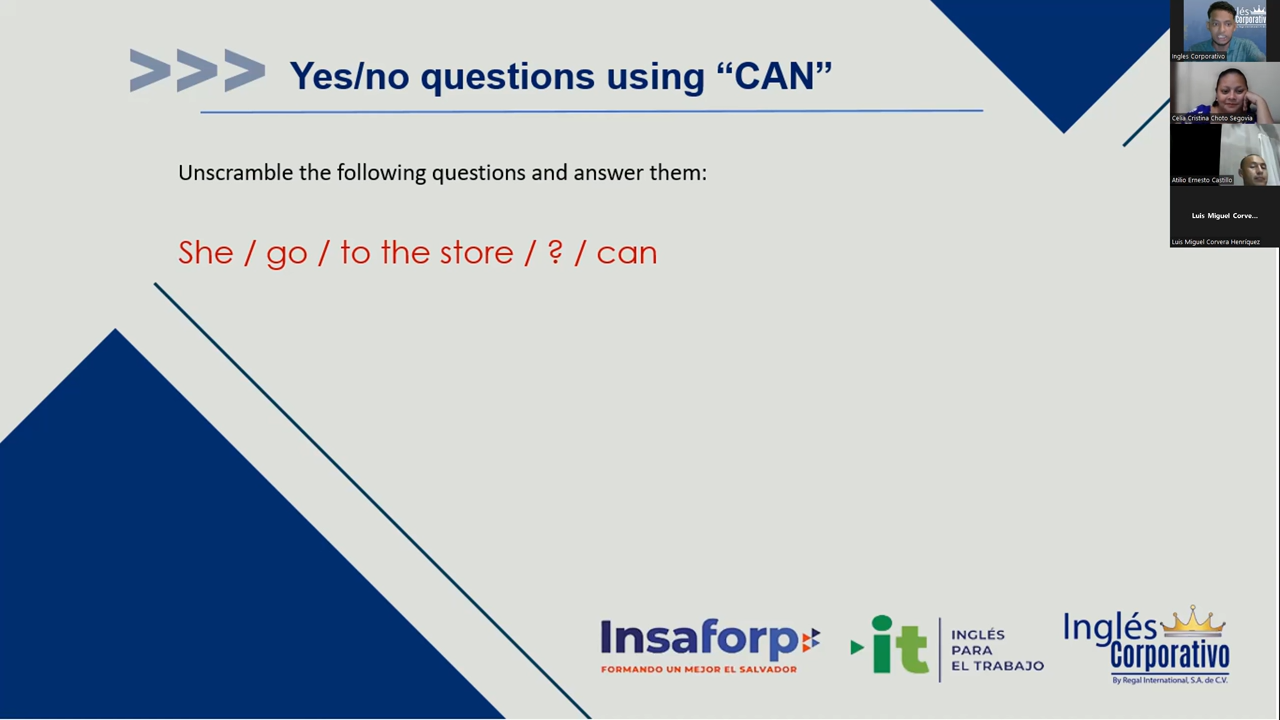 >>> Yes/no questions using “CAN”
Unscramble the following questions and answer them:
She / go / to the store / ? / can
Insaforp
FORMANDO UN MEJOR EL SALVADOR
it
INGLÉS
PARA
EL TRABAJO
Inglés
Corporativo
By Regal International, S.A. de C.V.
Ingles Corporativo
Celia Cristina Choto Segovia
Atilio Ernesto Castillo
Luis Miguel Corve...
Luis Miguel Corvera Henríquez